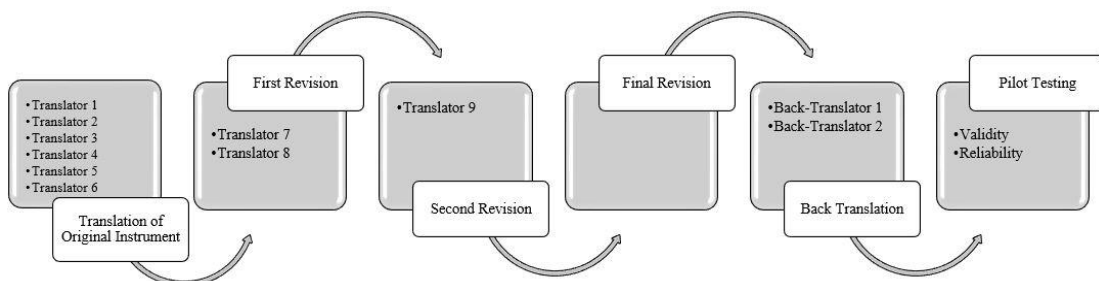 •Translator 1
•Translator 2
•Translator 3
•Translator 4
•Translator 5
•Translator 6
Translation of
Original Instrument
First Revision
•Translator 7
•Translator 8
•Translator 9
Second Revision
Final Revision
•Back-Translator 1
•Back-Translator 2
Back Translation
Pilot Testing
•Validity
•Reliability